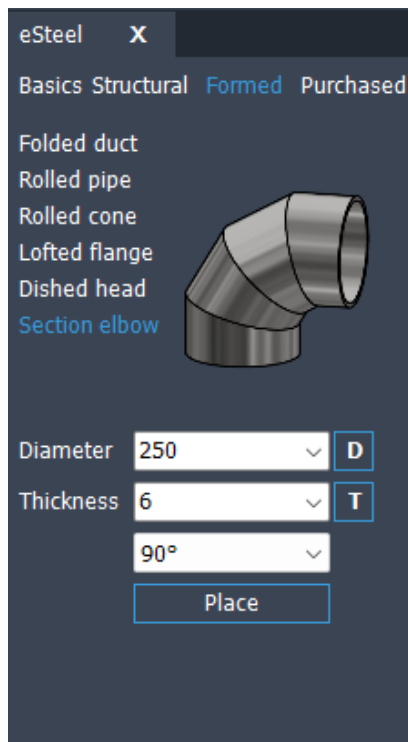 eSteel X
Basics Structural Formed Purchased
Folded duct
Rolled pipe
Rolled cone
Lofted flange
Dished head
Section elbow
Diameter 250 D
Thickness 6 T
90°
Place